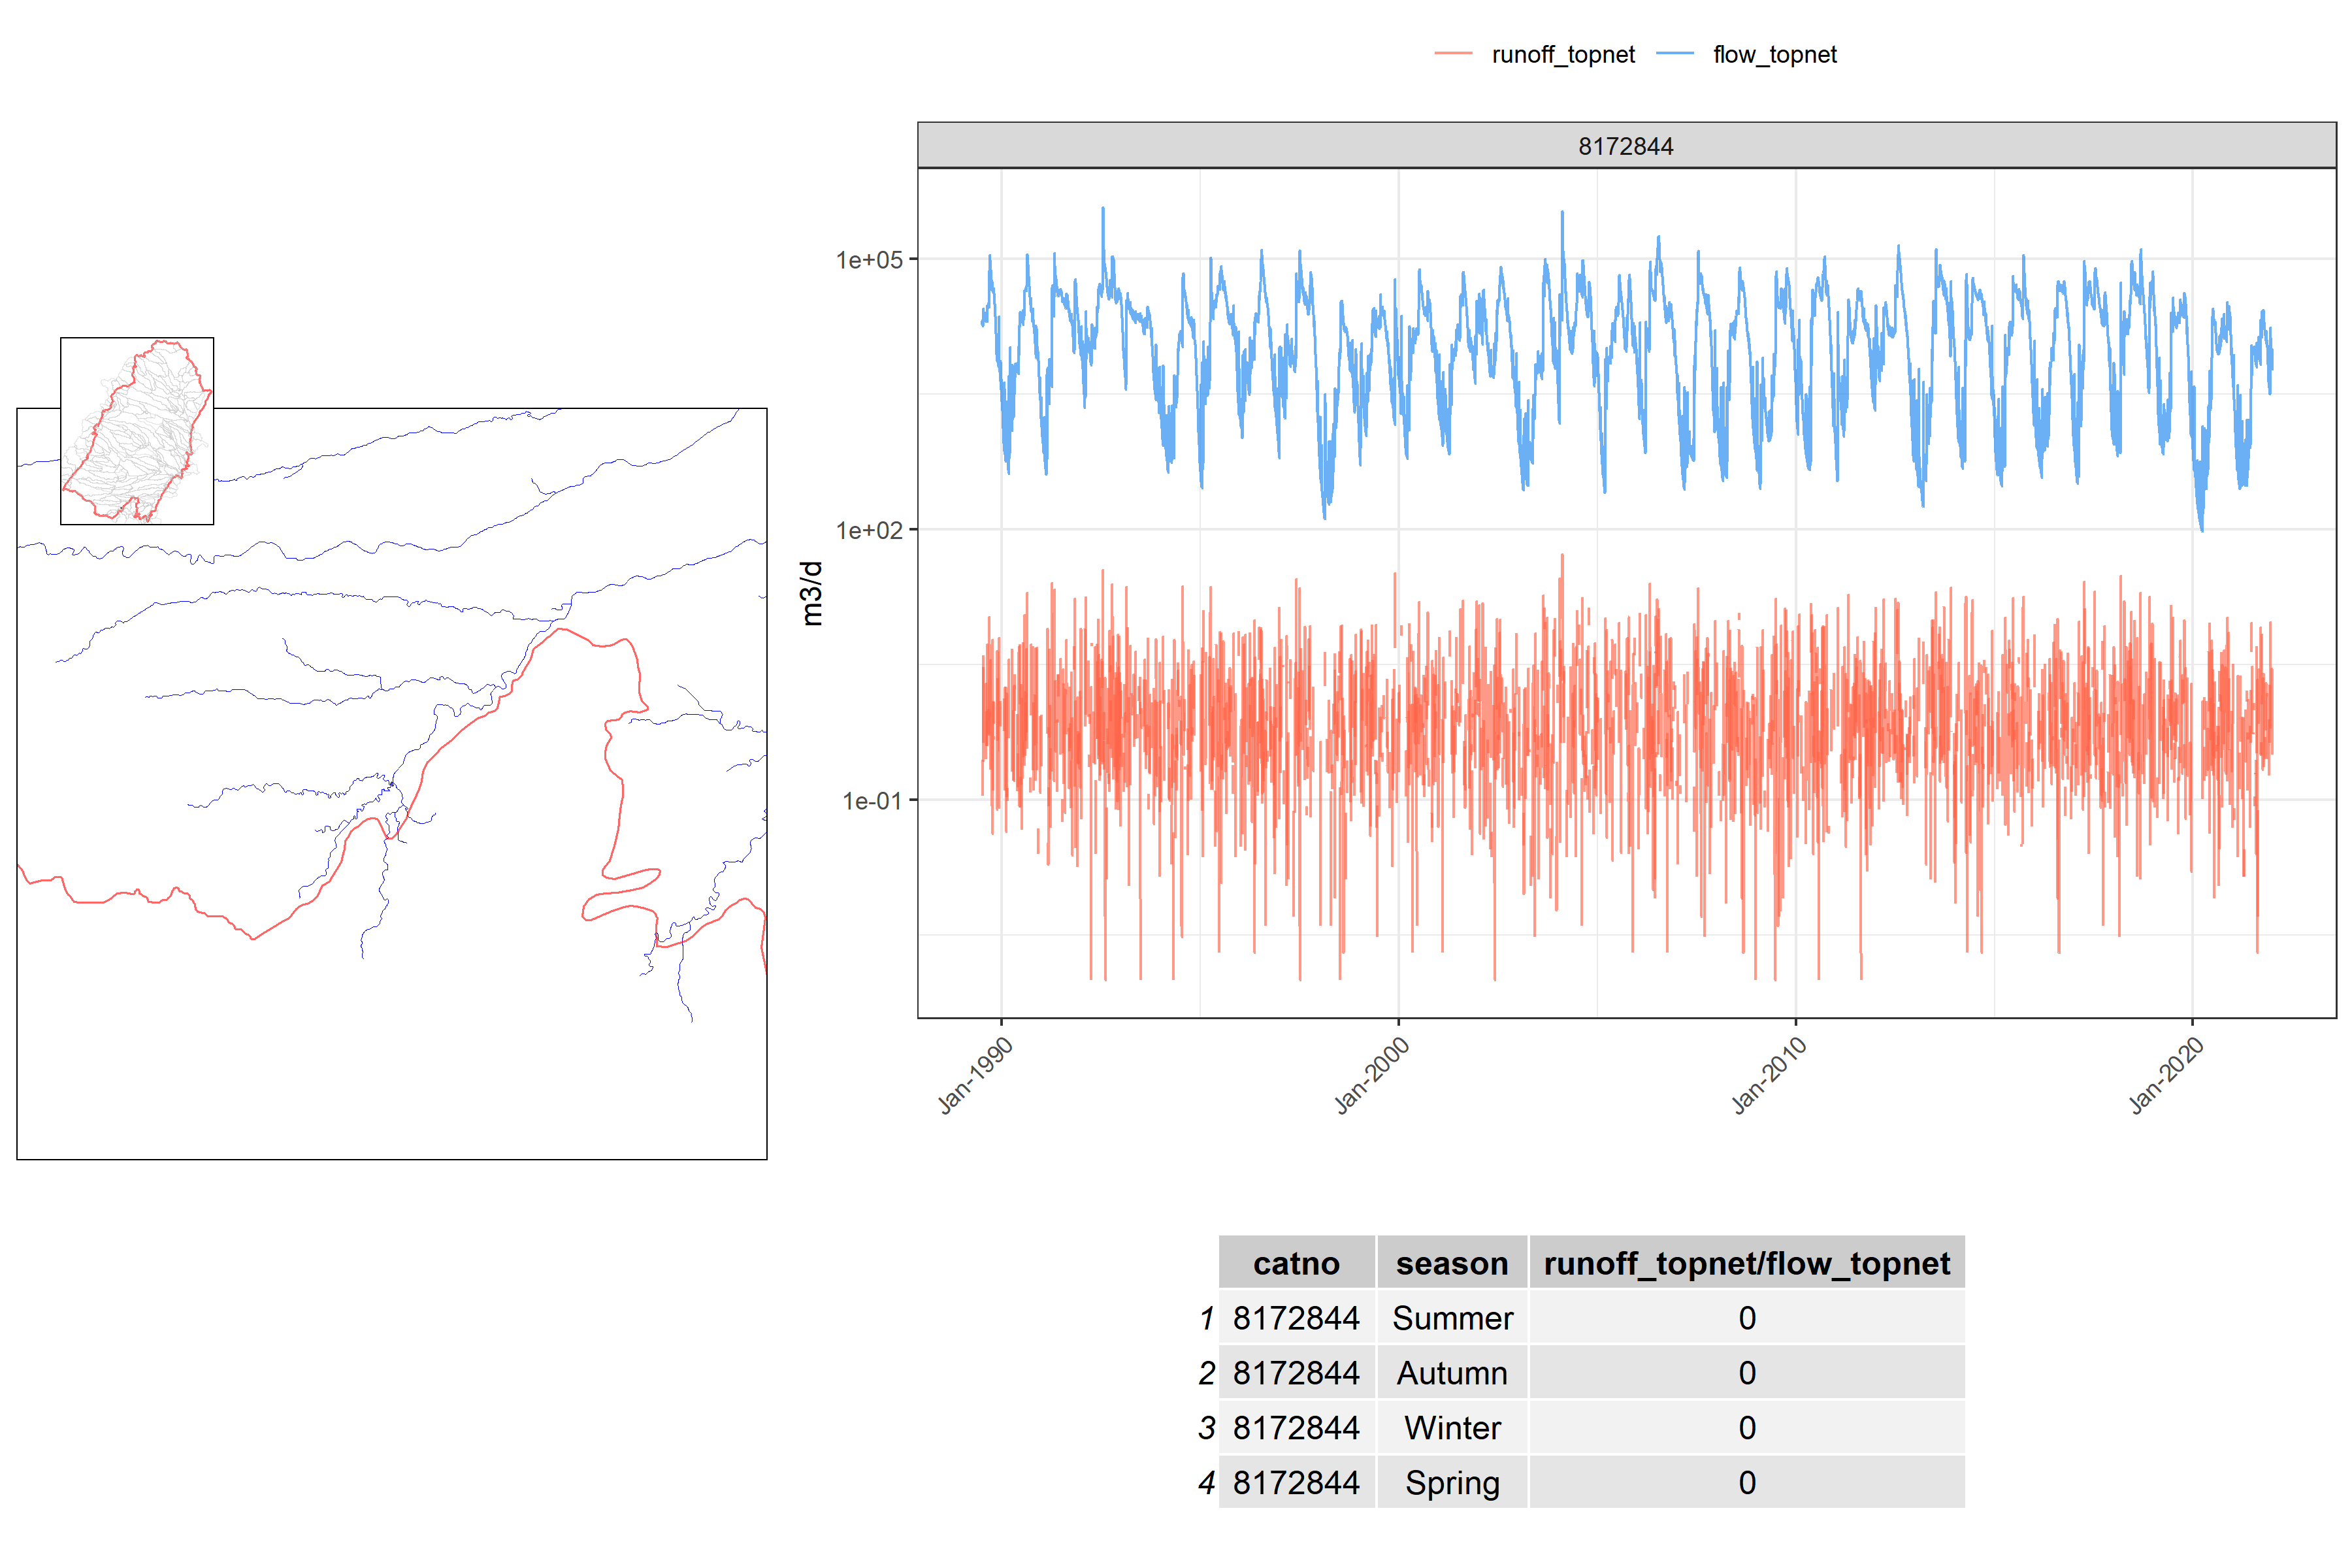 runoff_topnet flow_topnet
8172844
1e+05
1e+02
1e-01
m3/d
Jan-1990 Jan-2000 Jan-2010 Jan-2020
catno season runoff_topnet/flow_topnet
1 8172844 Summer 0
2 8172844 Autumn 0
3 8172844 Winter 0
4 8172844 Spring 0